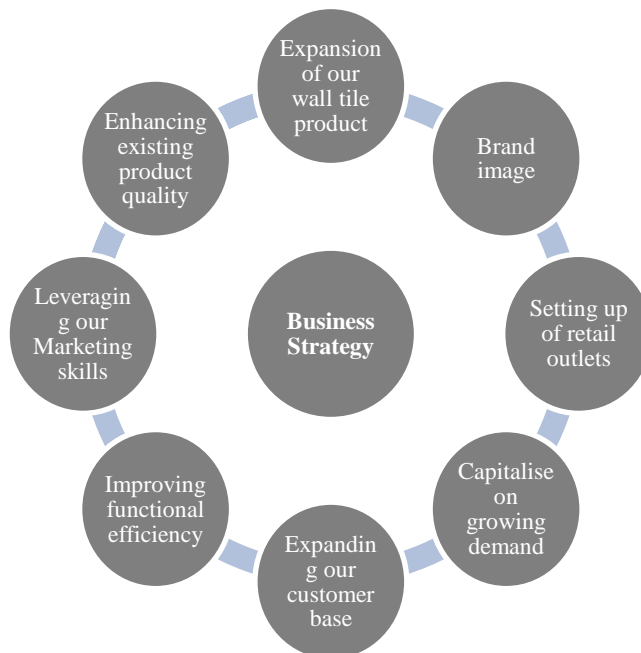 Expansion
of our
wall tile
product
Brand
image
Setting up
of retail
outlets
Capitalise
on
growing
demand
Expandin
g our
customer
base
Improving
functional
efficiency
Leveragin
g our
Marketing
skills
Enhancing
existing
product
quality
Business
Strategy